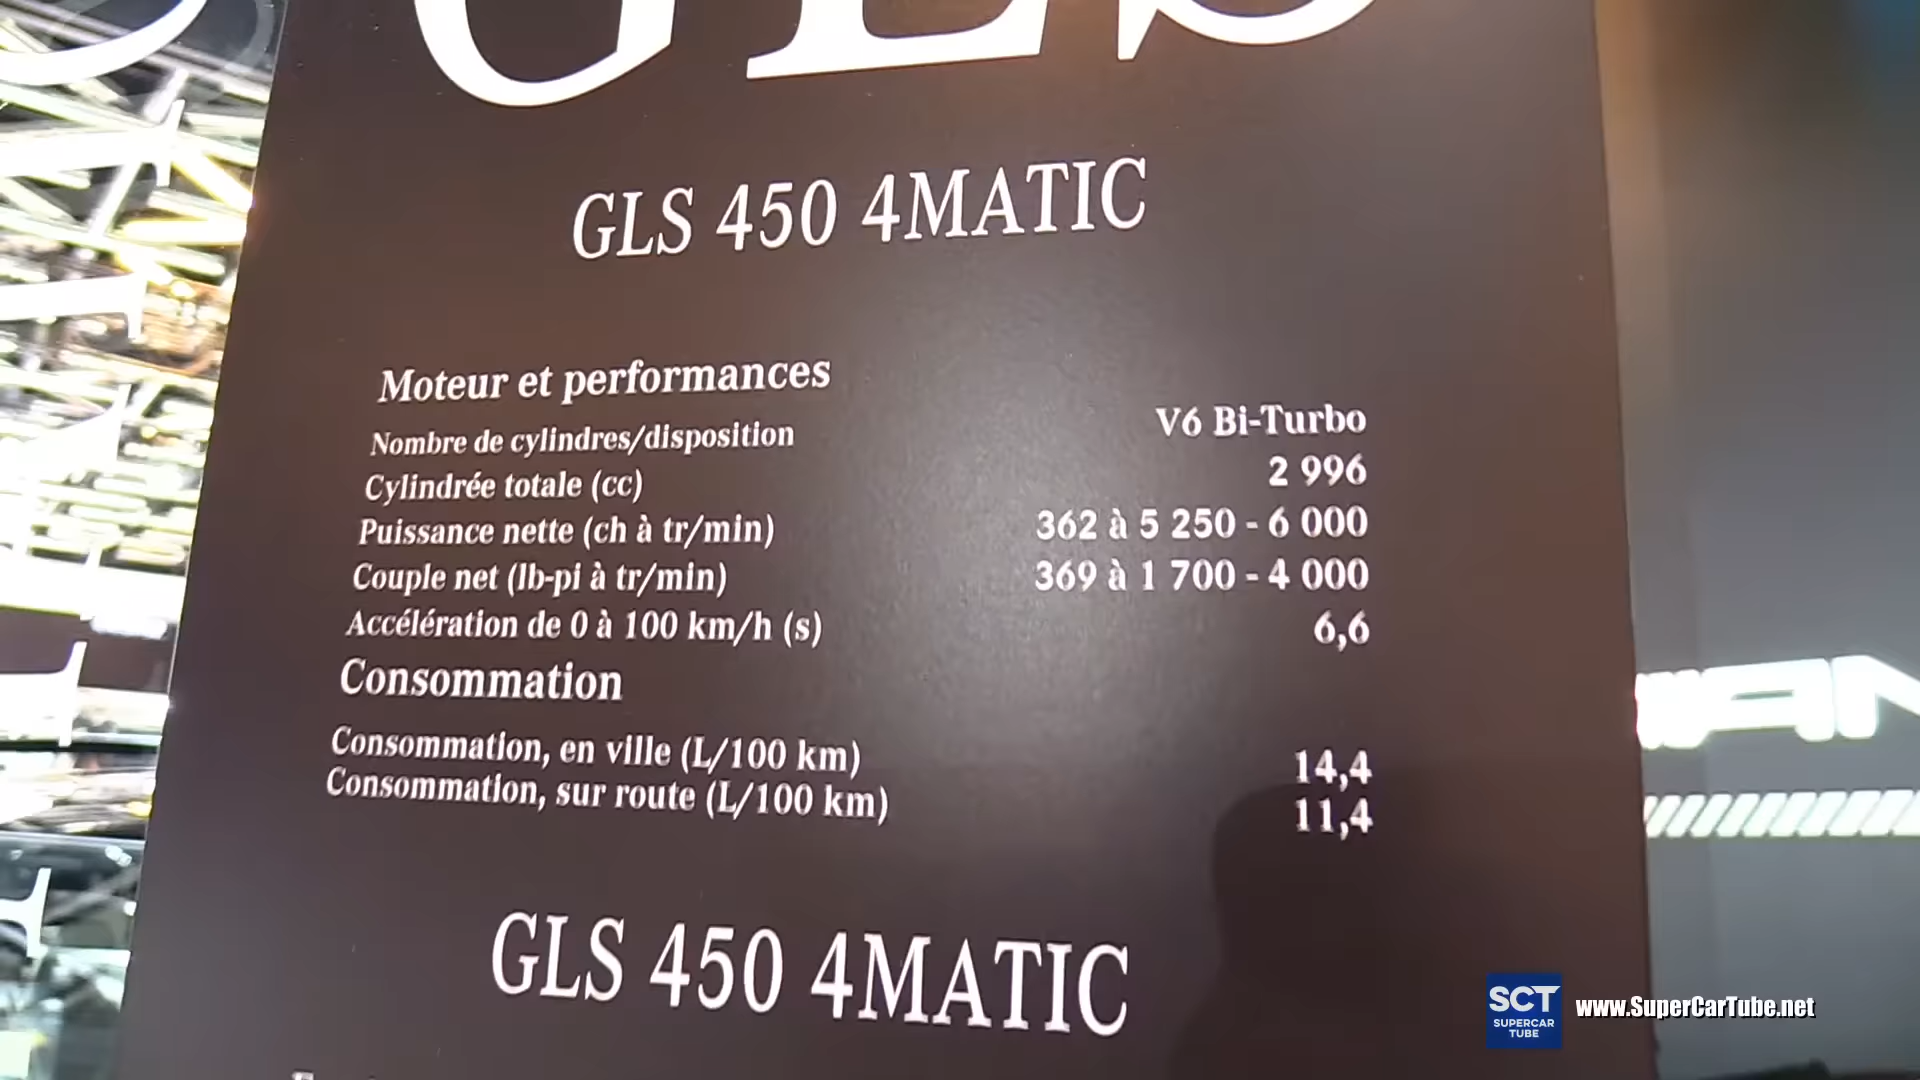 GLS
GLS 450 4MATIC
Moteur et performances
Nombre de cylindres/disposition V6 Bi-Turbo
Cylindrée totale (cc) 2 996
Puissance nette (ch à tr/min) 362 à 5 250 - 6 000
Couple net (lb-pi à tr/min) 369 à 1 700 - 4 000
Accélération de 0 à 100 km/h (s) 6,6
Consommation
Consommation, en ville (L/100 km) 14,4
Consommation, sur route (L/100 km) 11,4
GLS 450 4MATIC
SCT
SUPERCAR
TUBE
www.SuperCarTube.net